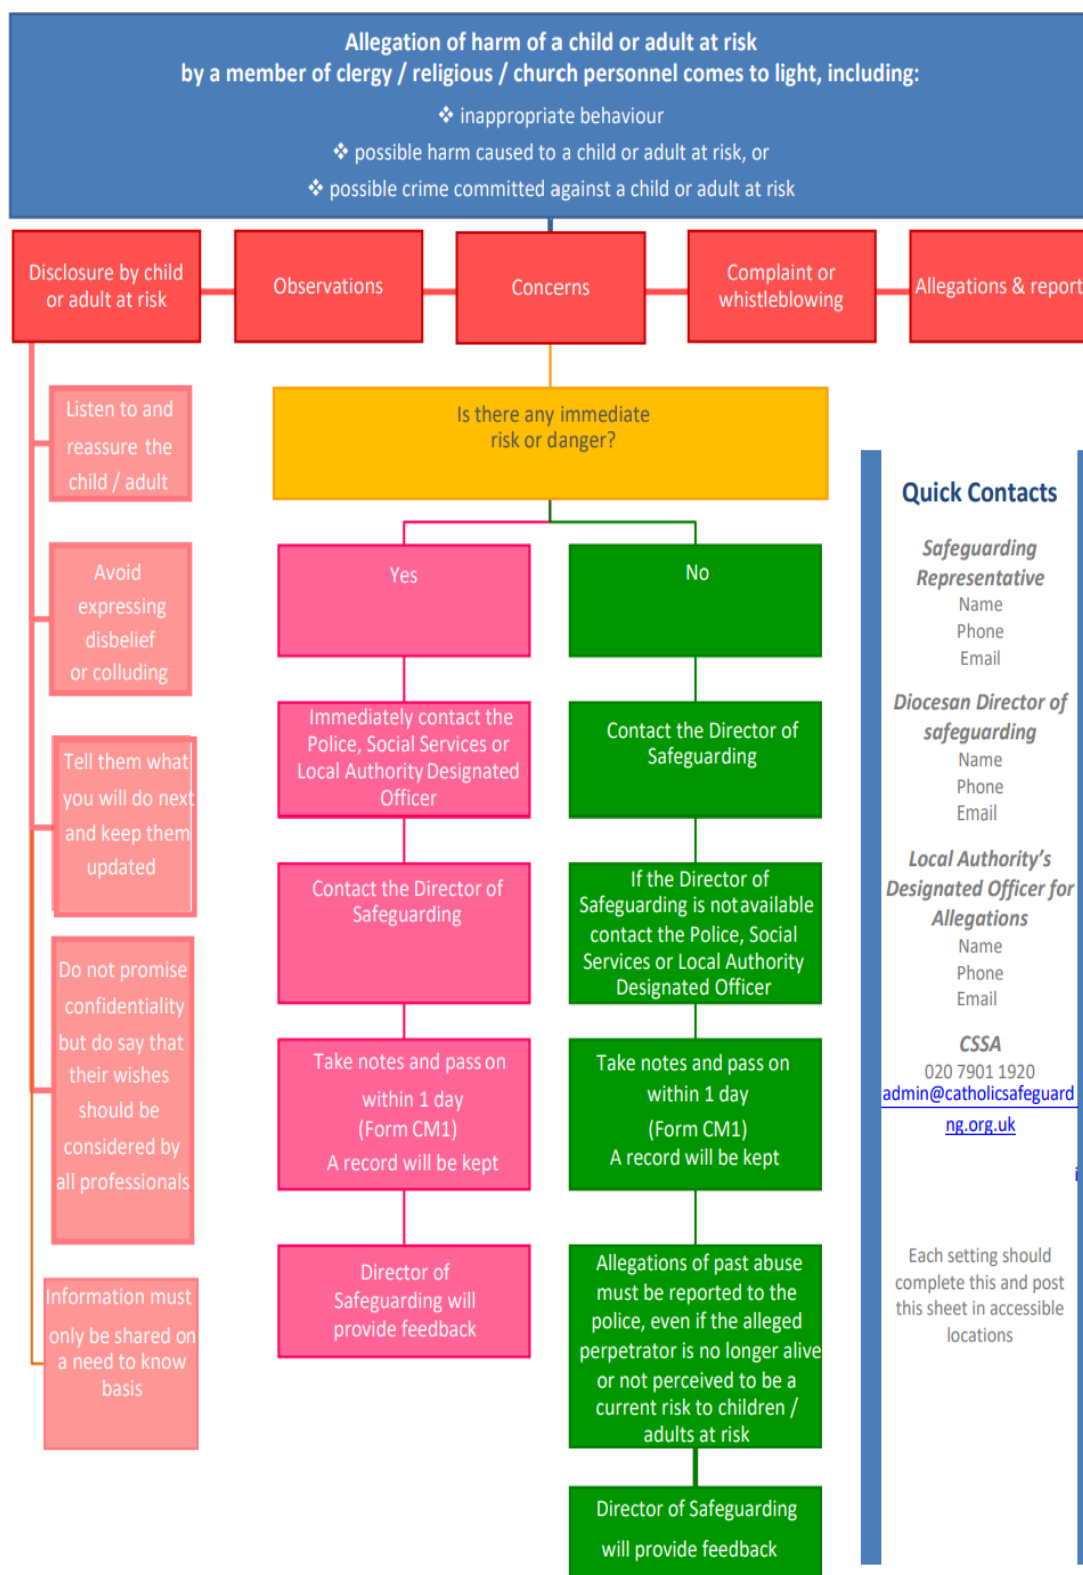 Allegation of harm of a child or adult at risk
by a member of clergy / religious / church personnel comes to light, including:
❖ inappropriate behaviour
❖ possible harm caused to a child or adult at risk, or
❖ possible crime committed against a child or adult at risk
Disclosure by child
or adult at risk
Observations
Concerns
Complaint or
whistleblowing
Allegations & report
Listen to and
reassure the
child / adult
Avoid
expressing
disbelief
or colluding
Tell them what
you will do next
and keep them
updated
Do not promise
confidentiality
but do say that
their wishes
should be
considered by
all professionals
Information must
only be shared on
a need to know
basis
Is there any immediate
risk or danger?
Yes
Immediately contact the
Police, Social Services or
Local Authority Designated
Officer
Contact the Director of
Safeguarding
Take notes and pass on
within 1 day
(Form CM1)
A record will be kept
Director of
Safeguarding will
provide feedback
No
Contact the Director of
Safeguarding
If the Director of
Safeguarding is not available
contact the Police, Social
Services or Local Authority
Designated Officer
Take notes and pass on
within 1 day
(Form CM1)
A record will be kept
Allegations of past abuse
must be reported to the
police, even if the alleged
perpetrator is no longer alive
or not perceived to be a
current risk to children /
adults at risk
Director of Safeguarding
will provide feedback
Quick Contacts
Safeguarding
Representative
Name
Phone
Email
Diocesan Director of
safeguarding
Name
Phone
Email
Local Authority's
Designated Officer for
Allegations
Name
Phone
Email
CSSA
020 7901 1920
admin@catholicsafeguard
ng.org.uk
i
Each setting should
complete this and post
this sheet in accessible
locations